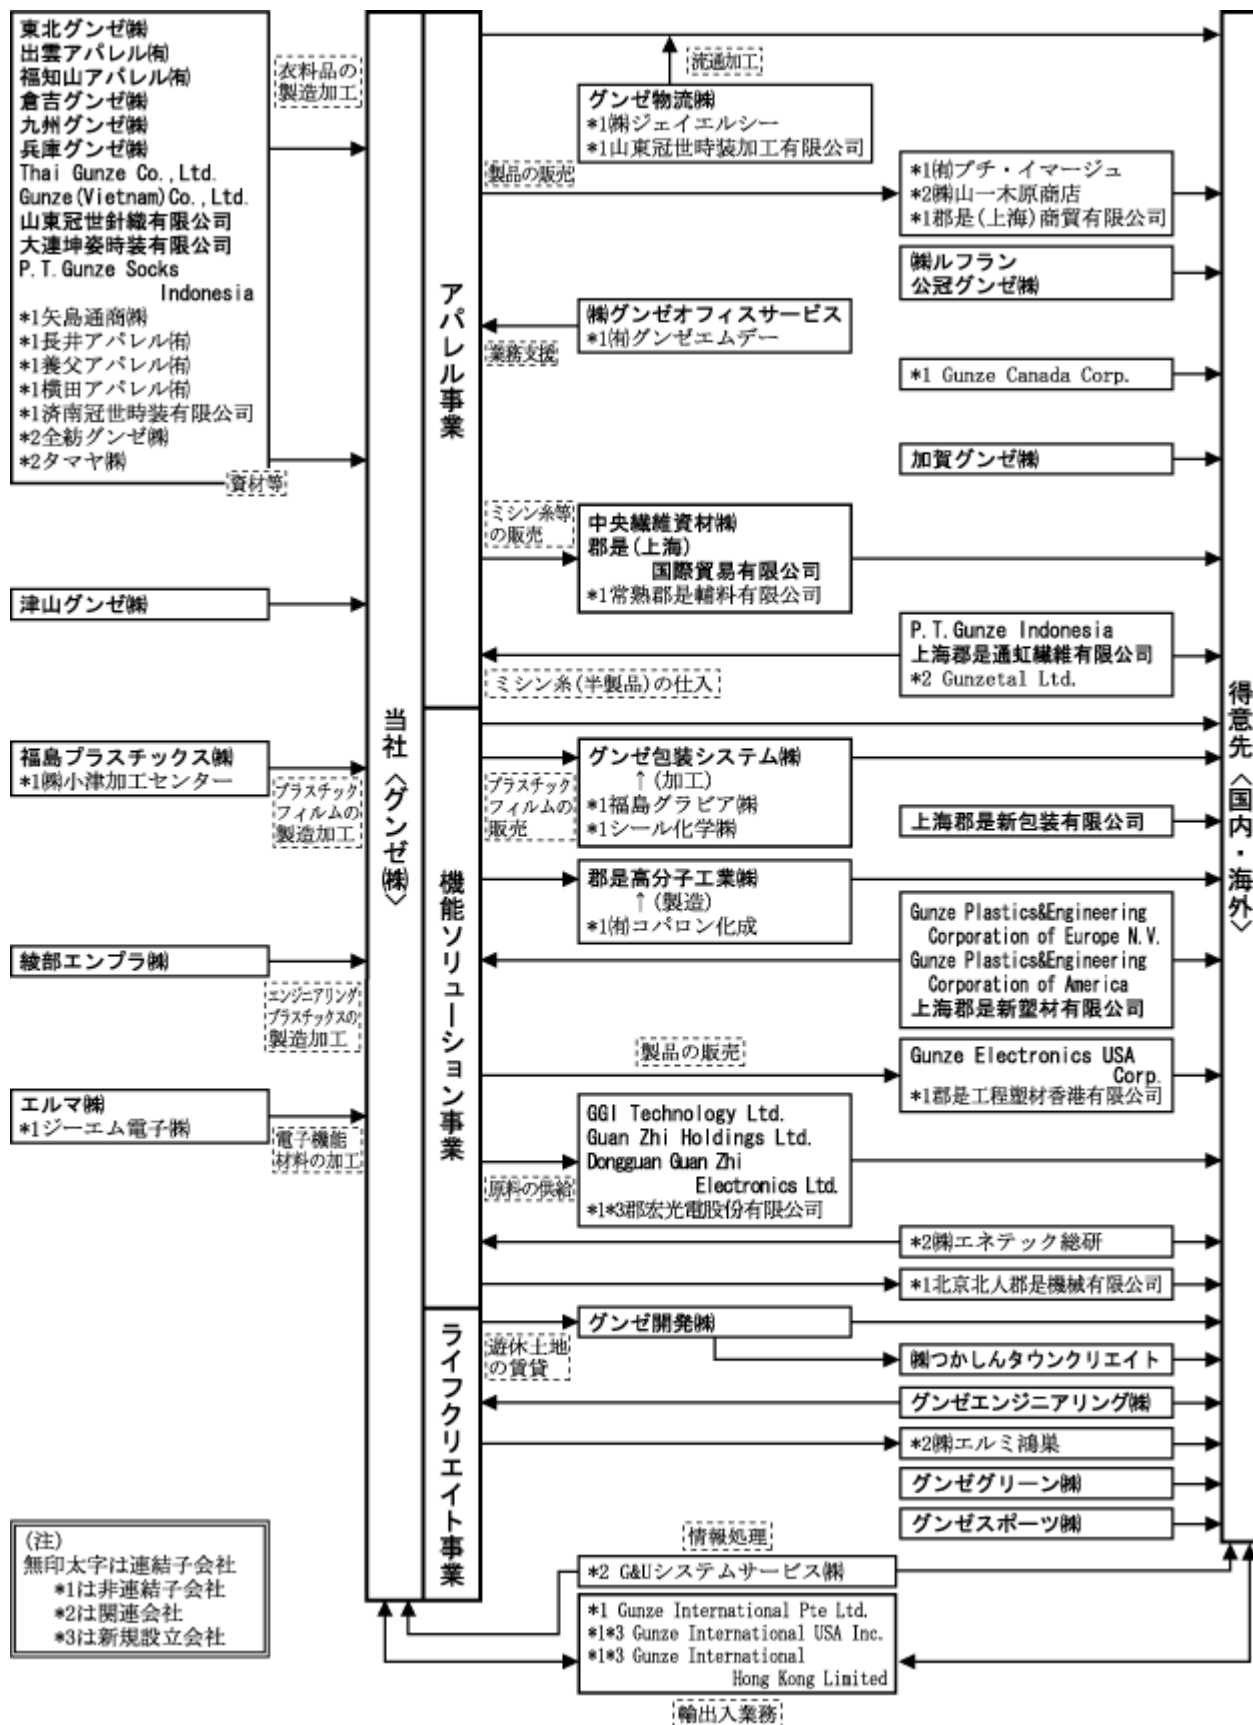 東北グンゼ㈱
出雲アパレル㈲
福知山アパレル㈲
倉吉グンゼ㈱
九州グンゼ㈱
兵庫グンゼ㈱
Thai Gunze Co.,Ltd.
Gunze(Vietnam)Co.,Ltd.
山東冠世針織有限公司
大連坤姿時装有限公司
P.T.Gunze Socks
Indonesia
*1矢島通商㈱
*1長井アパレル㈲
*1養父アパレル㈲
*1横田アパレル㈲
*1済南冠世時装有限公司
*2全紡グンゼ㈱
*2タマヤ㈱
衣料品の
製造加工
資材等
津山グンゼ㈱
福島プラスチックス㈱
*1㈱小津加工センター
プラスチック
フィルムの
製造加工
綾部エンプラ㈱
エンジニアリング
プラスチックスの
製造加工
エルマ㈱
*1ジーエム電子㈱
電子機能
材料の加工
当社〈グンゼ㈱〉
アパレル事業
流通加工
グンゼ物流㈱
*1㈱ジェイエルシー
*1山東冠世時装加工有限公司
製品の販売
*1㈲プチ・イマージュ
*2㈱山一木原商店
*1郡是(上海)商貿有限公司
㈱ルフラン
公冠グンゼ㈱
㈱グンゼオフィスサービス
*1㈲グンゼエムデー
業務支援
*1 Gunze Canada Corp.
加賀グンゼ㈱
ミシン糸等
の販売
中央繊維資材㈱
郡是(上海)
国際貿易有限公司
*1常熟郡是輔料有限公司
P.T.Gunze Indonesia
上海郡是通虹繊維有限公司
*2 Gunzetal Ltd.
ミシン糸(半製品)の仕入
機能ソリューション事業
プラスチック
フィルムの
販売
グンゼ包装システム㈱
↑(加工)
*1福島グラビア㈱
*1シール化学㈱
上海郡是新包装有限公司
郡是高分子工業㈱
↑(製造)
*1㈲コパロン化成
Gunze Plastics&Engineering
Corporation of Europe N.V.
Gunze Plastics&Engineering
Corporation of America
上海郡是新塑材有限公司
製品の販売
Gunze Electronics USA
Corp.
*1郡是工程塑材香港有限公司
原料の供給
GGI Technology Ltd.
Guan Zhi Holdings Ltd.
Dongguan Guan Zhi
Electronics Ltd.
*1*3郡宏光電股份有限公司
*2㈱エネテック総研
*1北京北人郡是機械有限公司
ライフクリエイト事業
グンゼ開発㈱
遊休土地
の賃貸
㈱つかしんタウンクリエイト
グンゼエンジニアリング㈱
*2㈱エルミ鴻巣
グンゼグリーン㈱
グンゼスポーツ㈱
得意先〈国内・海外〉
情報処理
*2 G&Uシステムサービス㈱
*1 Gunze International Pte Ltd.
*1*3 Gunze International USA Inc.
*1*3 Gunze International
Hong Kong Limited
輸出入業務
(注)
無印太字は連結子会社
*1は非連結子会社
*2は関連会社
*3は新規設立会社